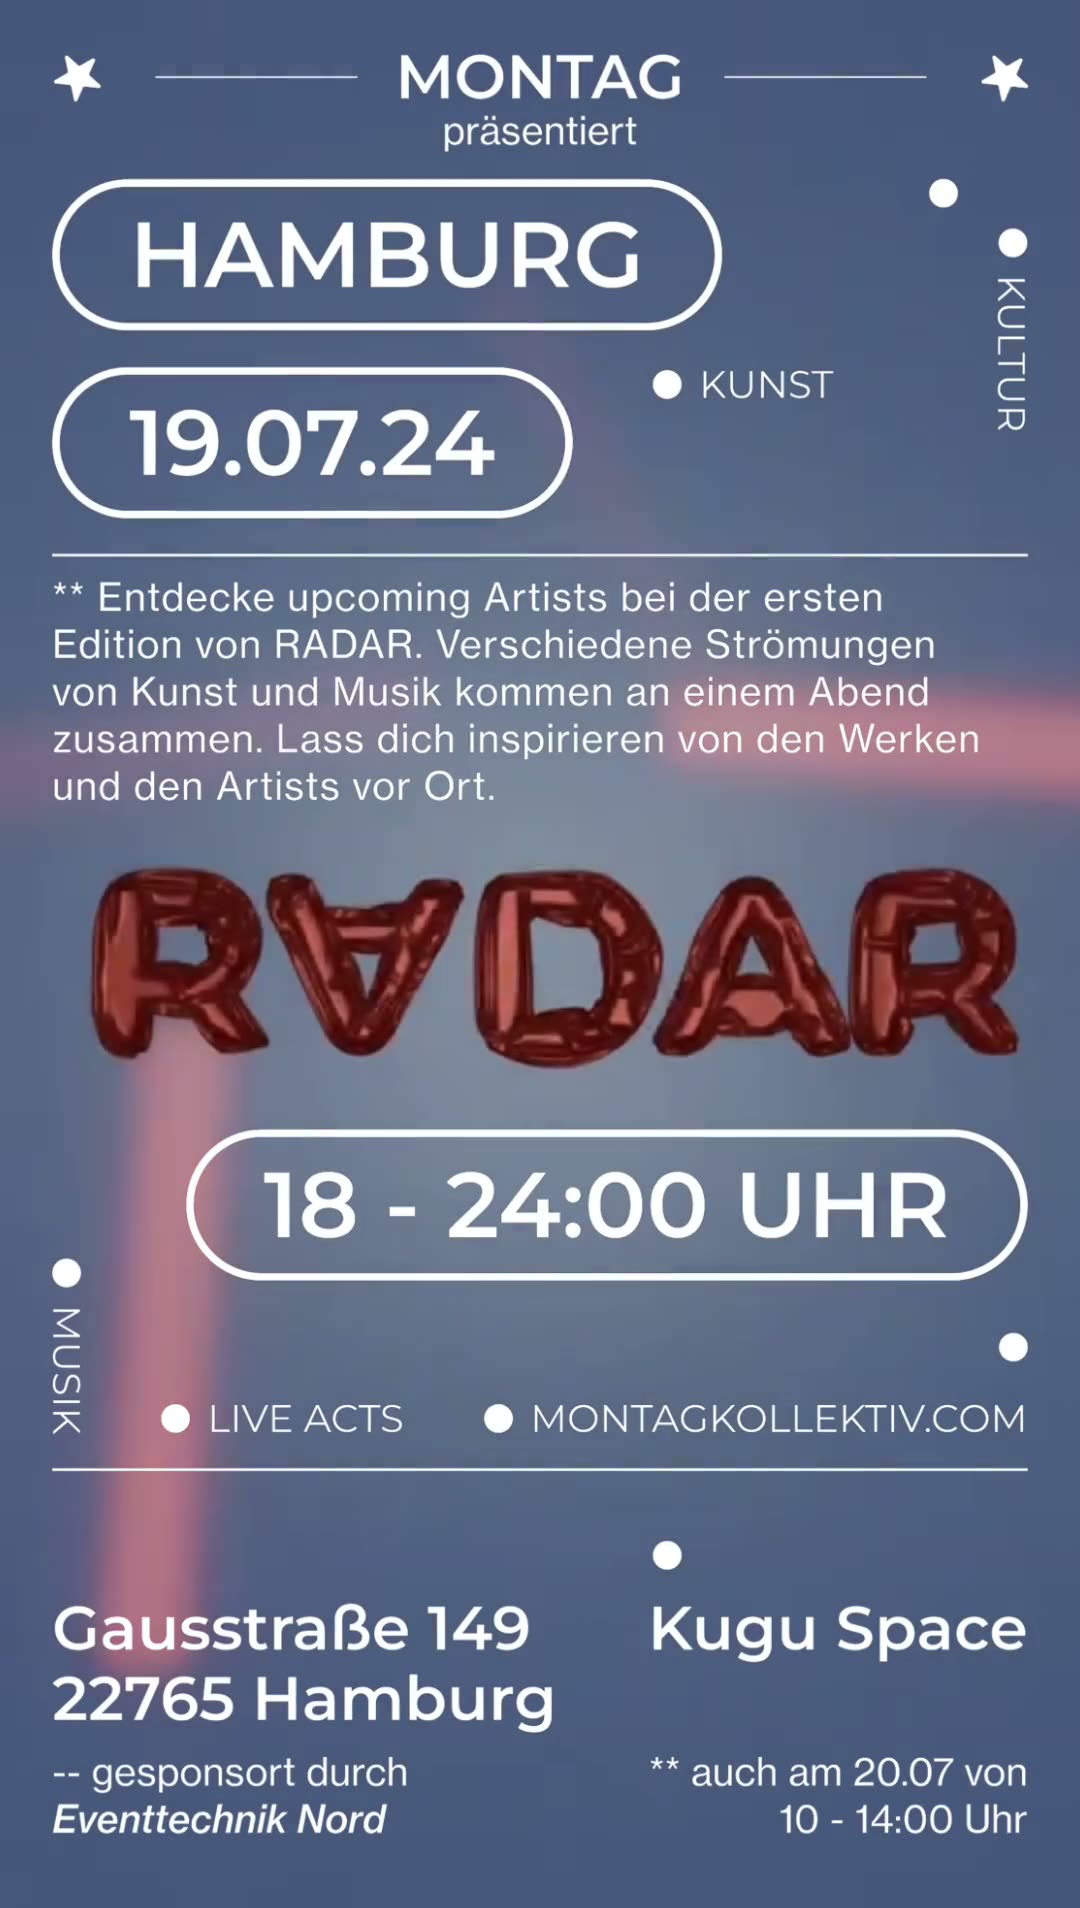 MONTAG
präsentiert
HAMBURG
KULTUR
KUNST
19.07.24
** Entdecke upcoming Artists bei der ersten
Edition von RADAR. Verschiedene Strömungen
von Kunst und Musik kommen an einem Abend
zusammen. Lass dich inspirieren von den Werken
und den Artists vor Ort.
RADAR
18 - 24:00 UHR
MUSIK
LIVE ACTS
MONTAGKOLLEKTIV.COM
Gausstraße 149
22765 Hamburg
Kugu Space
-- gesponsort durch
Eventtechnik Nord
** auch am 20.07 von
10 - 14:00 Uhr